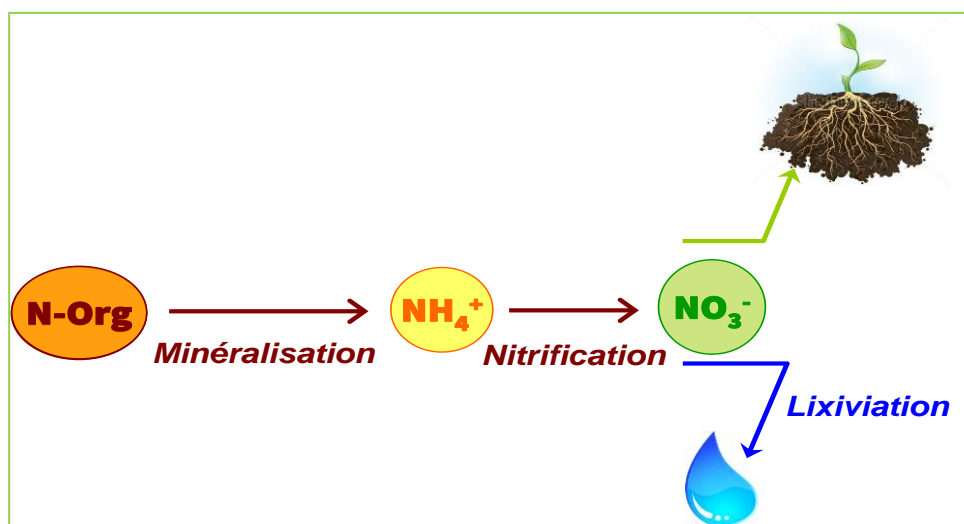 N-Org
Minéralisation
NH₄⁺
Nitrification
NO₃⁻
Lixiviation